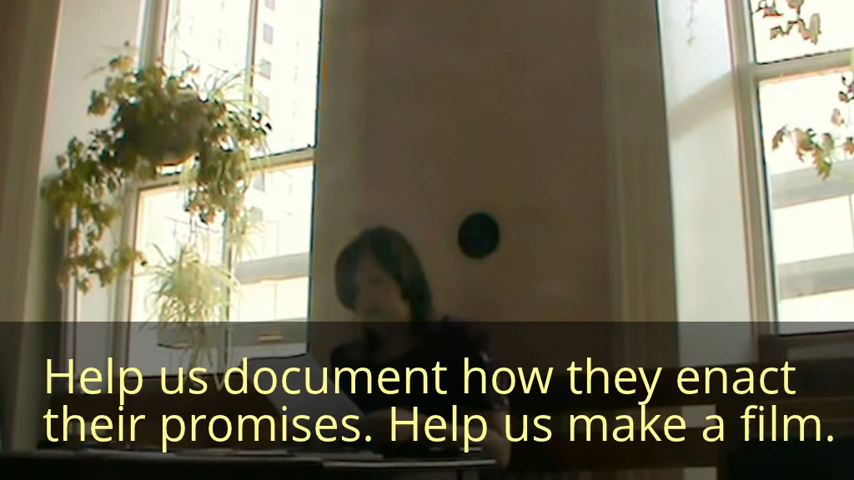 Help us document how they enact
their promises. Help us make a film.